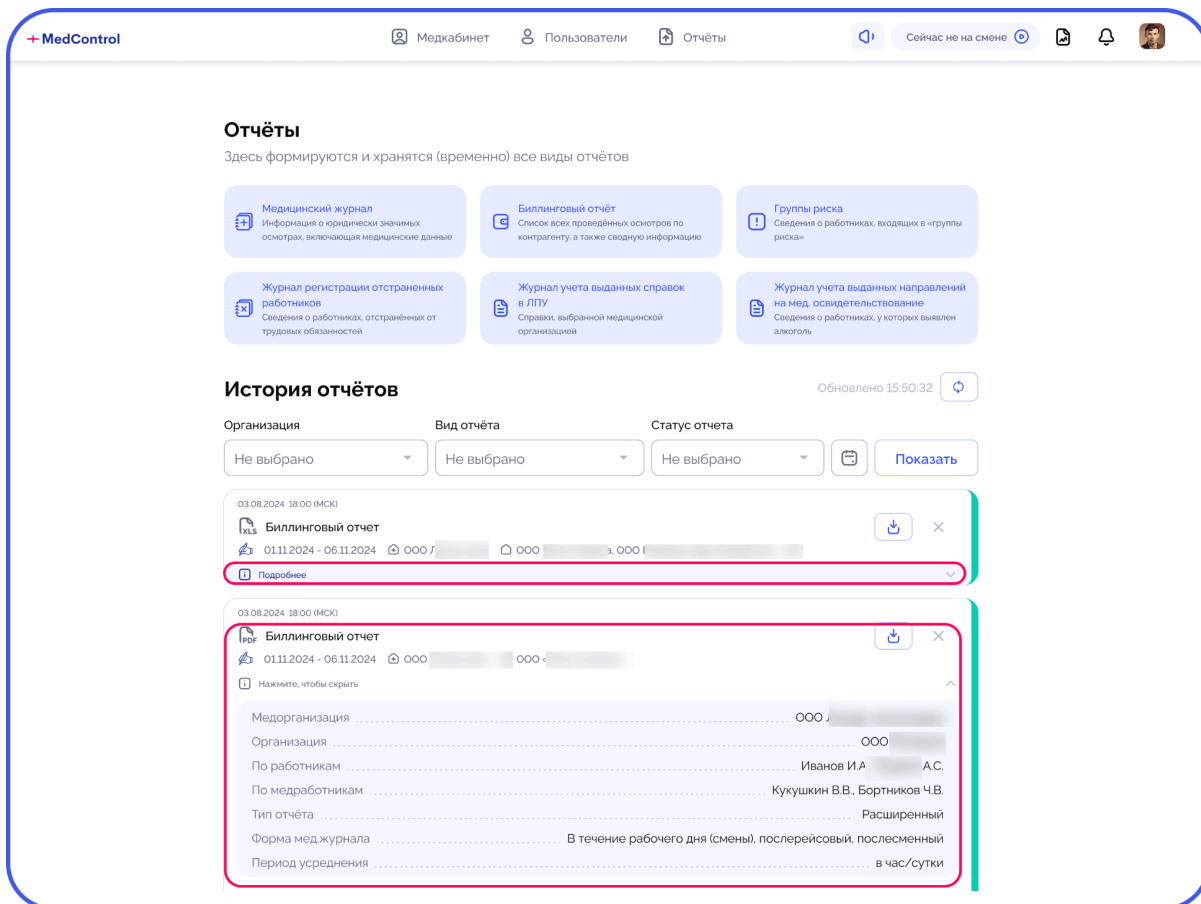 MedControl
Медкабинет
Пользователи
Отчёты
Сейчас не на смене
Отчёты
Здесь формируются и хранятся (временно) все виды отчётов
Медицинский журнал
Информация о юридически значимых
осмотрах, включающая медицинские данные
Биллинговый отчёт
Список всех проведённых осмотров по
контрагенту, а также сводную информацию
Группы риска
Сведения о работниках, входящих в «группы
риска»
Журнал регистрации отстраненных
работников
Сведения о работниках, отстранённых от
трудовых обязанностей
Журнал учета выданных справок
в ЛПУ
Справки, выбранной медицинской
организацией
Журнал учета выданных направлений
на мед. освидетельствование
Сведения о работниках, у которых выявлен
алкоголь
История отчётов
Обновлено 15:50:32
Организация
Вид отчёта
Статус отчета
Не выбрано
Не выбрано
Не выбрано
Показать
03.08.2024 18:00 (МСК)
XLS Биллинговый отчет
01.11.2024 - 06.11.2024 ООО ООО , ООО
Подробнее
03.08.2024 18:00 (МСК)
PDF Биллинговый отчет
01.11.2024 - 06.11.2024 ООО ООО
Нажмите, чтобы скрыть
Медорганизация ООО
Организация ООО
По работникам Иванов И.А А.С.
По медработникам Кукушкин В.В., Бортников Ч.В.
Тип отчёта Расширенный
Форма мед.журнала В течение рабочего дня (смены), послерейсовый, послесменный
Период усреднения в час/сутки